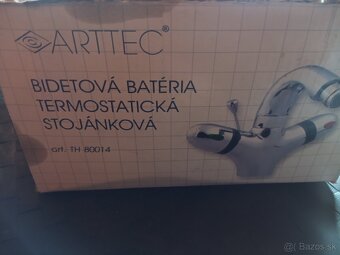 ARTTEC®
BIDETOVÁ BATÉRIA
TERMOSTATICKÁ
STOJÁNKOVÁ
art. TH 80014
@ Bazos.sk